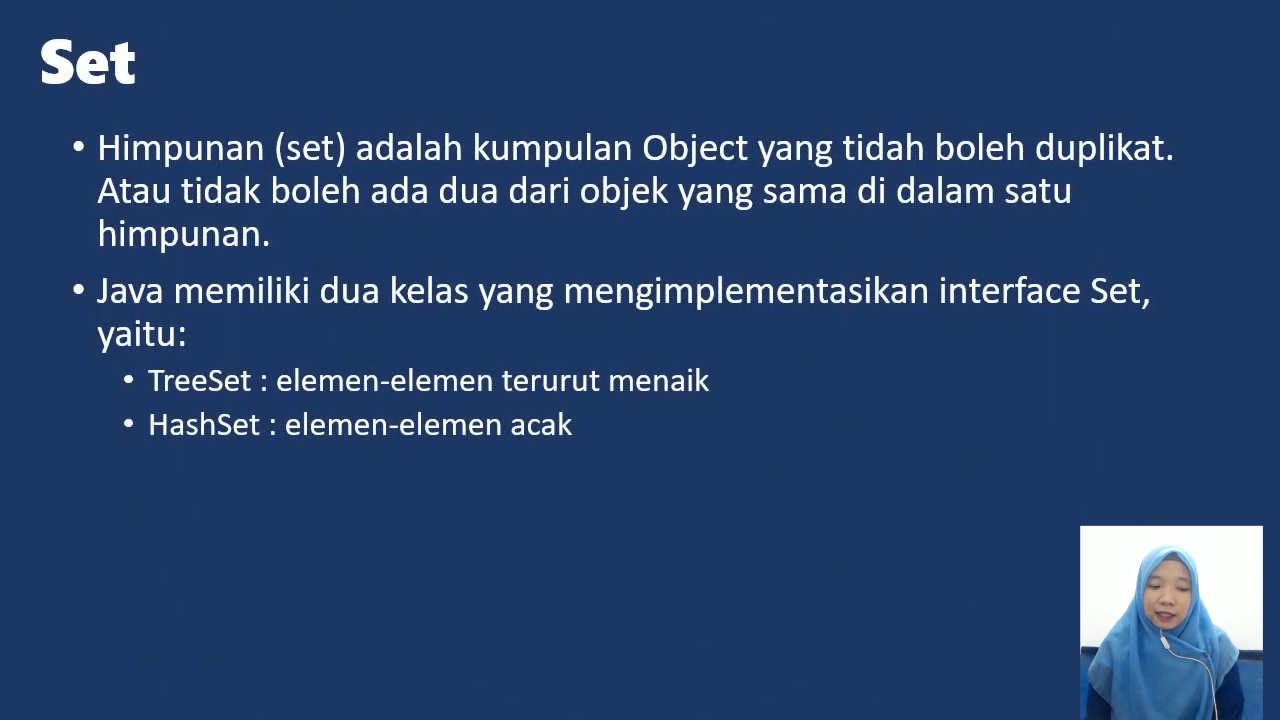 Set
• Himpunan (set) adalah kumpulan Object yang tidah boleh duplikat.
Atau tidak boleh ada dua dari objek yang sama di dalam satu
himpunan.
• Java memiliki dua kelas yang mengimplementasikan interface Set,
yaitu:
• TreeSet : elemen-elemen terurut menaik
• HashSet : elemen-elemen acak